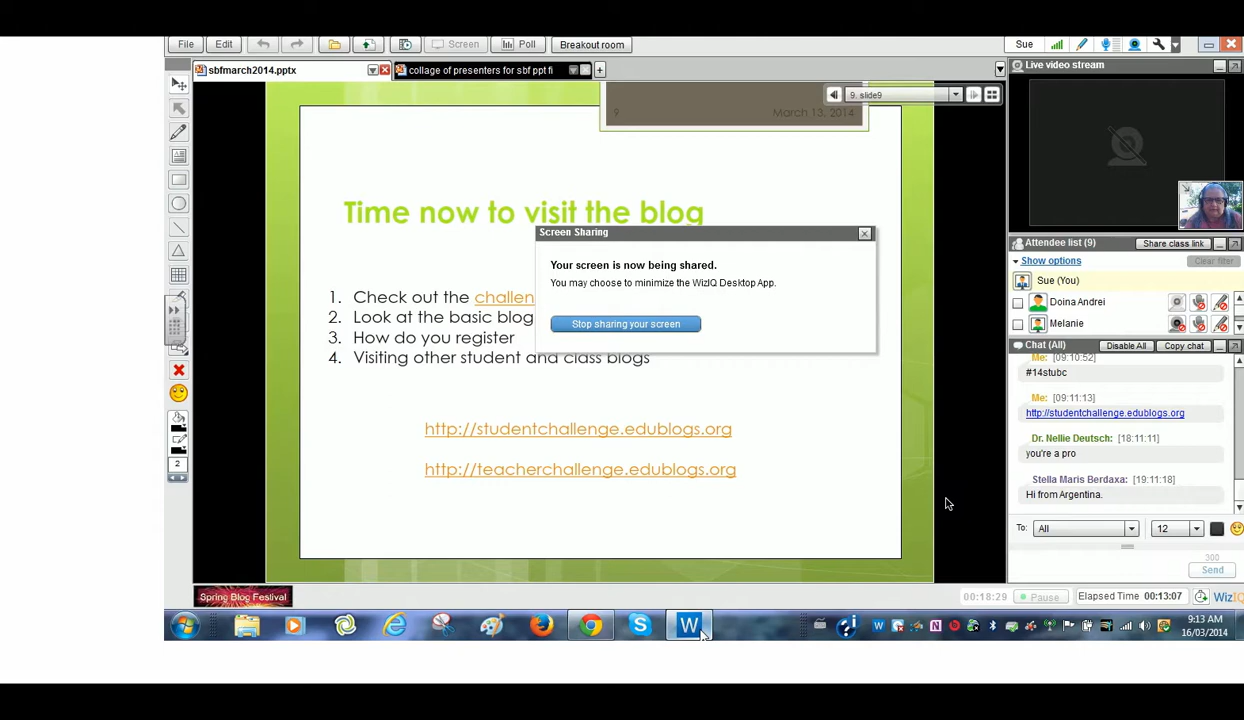 File
Edit
Screen
Poll
Breakout room
Sue
sbfmarch2014.pptx
collage of presenters for sbf ppt fi
Live video stream
9. slide9
9
March 13, 2014
Time now to visit the blog
Screen Sharing
Your screen is now being shared.
You may choose to minimize the WizIQ Desktop App.
Stop sharing your screen
1. Check out the challen
2. Look at the basic blog
3. How do you register
4. Visiting other student and class blogs
http://studentchallenge.edublogs.org
http://teacherchallenge.edublogs.org
Attendee list (9)
Share class link
Show options
Clear filter
Sue (You)
Doina Andrei
Melanie
Chat (All)
Disable All
Copy chat
Me: [09:10:52]
#14stubc
Me: [09:11:13]
http://studentchallenge.edublogs.org
Dr. Nellie Deutsch: [18:11:11]
you're a pro
Stella Maris Berdaxa: [19:11:18]
Hi from Argentina.
To:
All
12
300
Send
2
Spring Blog Festival
00:18:29
Pause
Elapsed Time 00:13:07
WizIQ
9:13 AM
16/03/2014